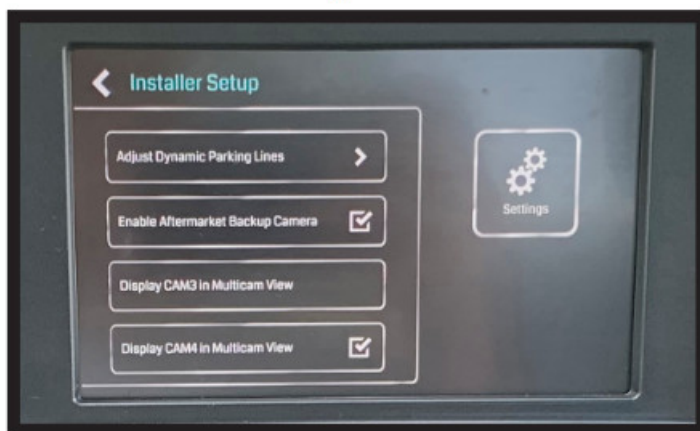 Installer Setup
Adjust Dynamic Parking Lines
Enable Aftermarket Backup Camera
Display CAM3 in Multicam View
Display CAM4 in Multicam View
Settings